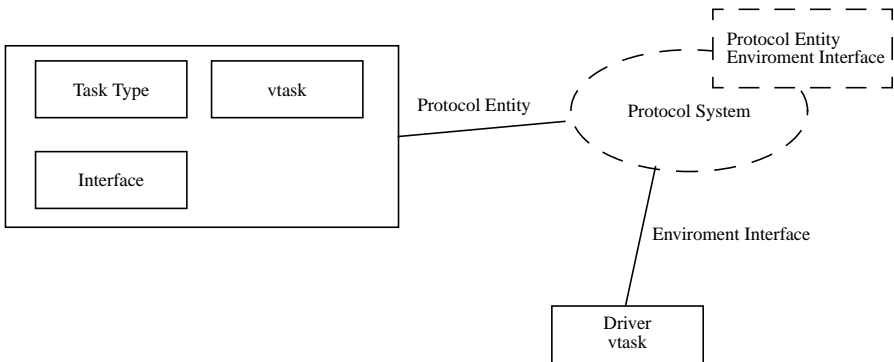 Protocol Entity
Enviroment Interface
Task Type
vtask
Protocol Entity
Protocol System
Interface
Enviroment Interface
Driver
vtask